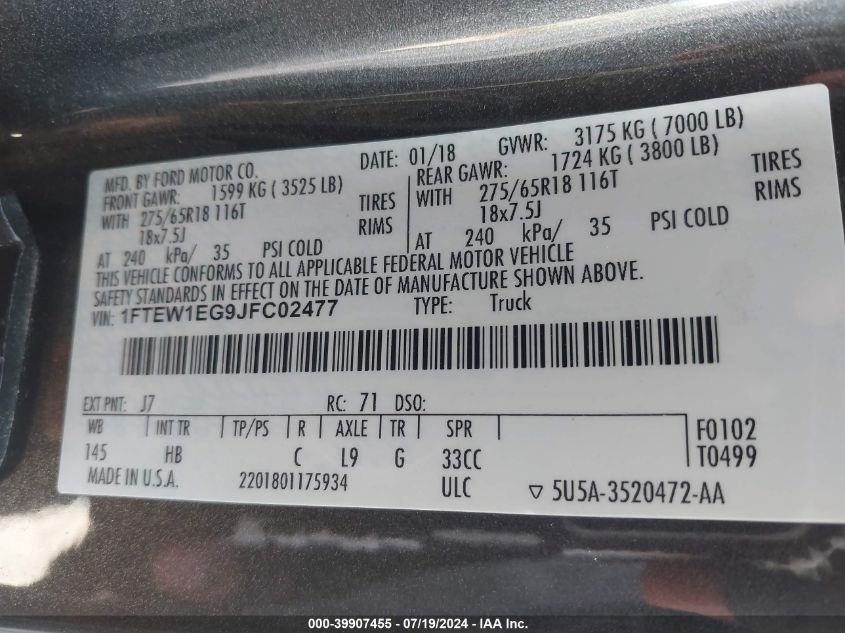 MFD. BY FORD MOTOR CO. DATE: 01/18 GVWR: 3175 KG ( 7000 LB)
FRONT GAWR: 1599 KG ( 3525 LB) REAR GAWR: 1724 KG ( 3800 LB)
WITH 275/65R18 116T TIRES WITH 275/65R18 116T TIRES
18x7.5J RIMS 18x7.5J RIMS
AT 240 kPa/ 35 PSI COLD AT 240 kPa/ 35 PSI COLD
THIS VEHICLE CONFORMS TO ALL APPLICABLE FEDERAL MOTOR VEHICLE
SAFETY STANDARDS IN EFFECT ON THE DATE OF MANUFACTURE SHOWN ABOVE.
VIN: 1FTEW1EG9JFC02477 TYPE: Truck
EXT PNT: J7 RC: 71 DSO:
WB INT TR TP/PS R AXLE TR SPR F0102
145 HB C L9 G 33CC T0499
MADE IN U.S.A. 2201801175934 ULC ▽ 5U5A-3520472-AA
000-39907455 - 07/19/2024 - IAA Inc.